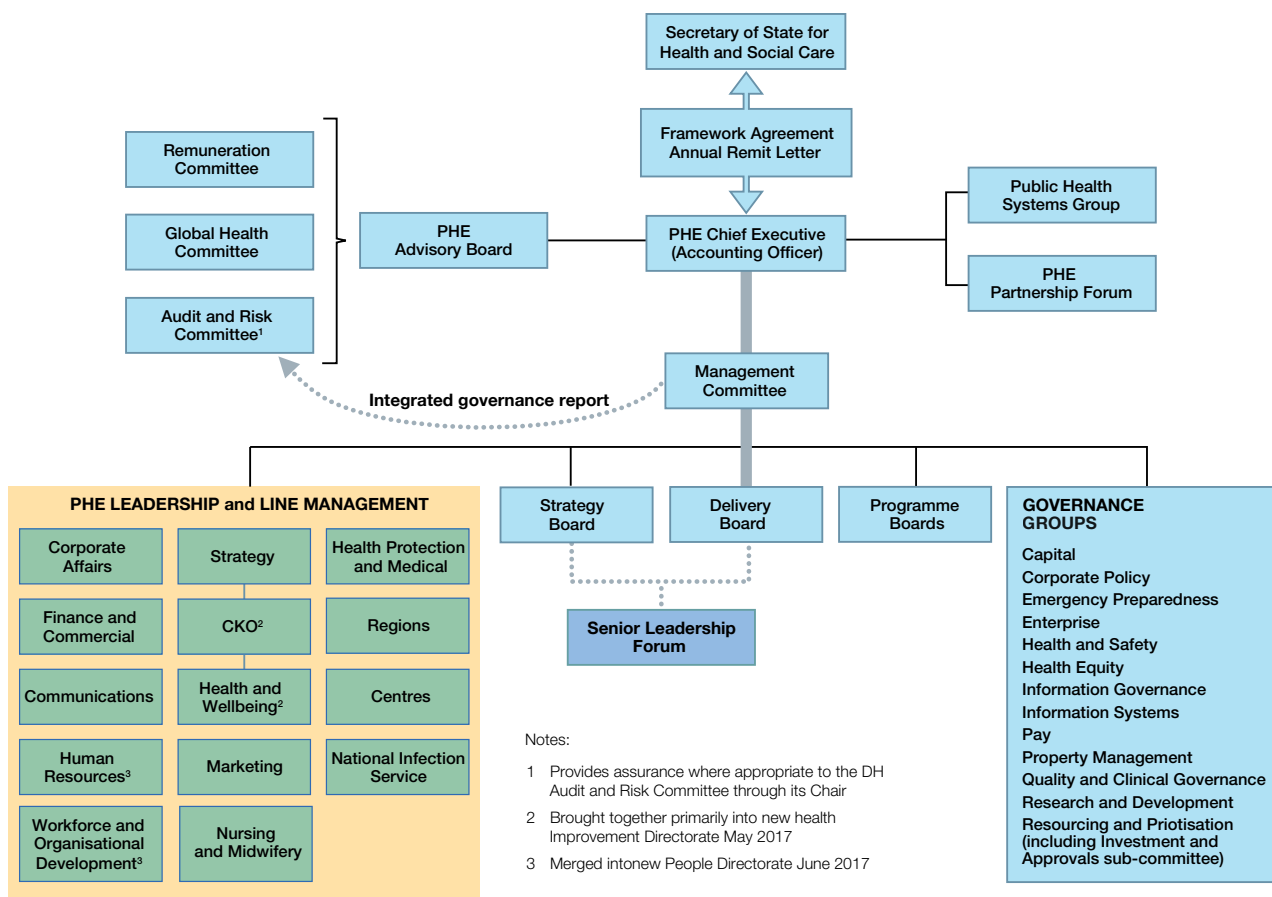 Secretary of State for
Health and Social Care
Framework Agreement
Annual Remit Letter
Remuneration
Committee
Global Health
Committee
Audit and Risk
Committee¹
PHE
Advisory Board
PHE Chief Executive
(Accounting Officer)
Public Health
Systems Group
PHE
Partnership Forum
Management
Committee
Integrated governance report
PHE LEADERSHIP and LINE MANAGEMENT
Corporate
Affairs
Strategy
Health Protection
and Medical
Finance and
Commercial
CKO²
Regions
Communications
Health and
Wellbeing²
Centres
Human
Resources³
Marketing
National Infection
Service
Workforce and
Organisational
Development³
Nursing
and Midwifery
Strategy
Board
Delivery
Board
Programme
Boards
Senior Leadership
Forum
GOVERNANCE
GROUPS
Capital
Corporate Policy
Emergency Preparedness
Enterprise
Health and Safety
Health Equity
Information Governance
Information Systems
Pay
Property Management
Quality and Clinical Governance
Research and Development
Resourcing and Priotisation
(including Investment and
Approvals sub-committee)
Notes:
1 Provides assurance where appropriate to the DH
Audit and Risk Committee through its Chair
2 Brought together primarily into new health
Improvement Directorate May 2017
3 Merged intonew People Directorate June 2017